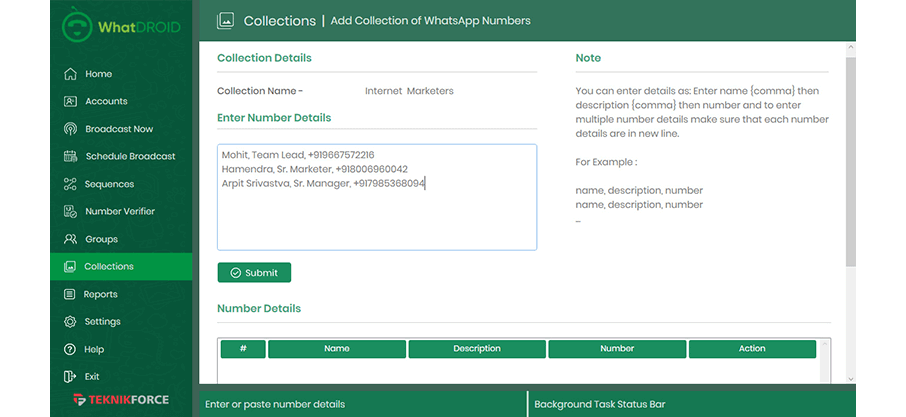 WhatDROID
Home
Accounts
Broadcast Now
Schedule Broadcast
Sequences
Number Verifier
Groups
Collections
Reports
Settings
Help
Exit
TEKNIKFORCE
Collections | Add Collection of WhatsApp Numbers
Collection Details
Collection Name - Internet Marketers
Enter Number Details
Mohit, Team Lead, +919667572216
Hamendra, Sr. Marketer, +918006960042
Arpit Srivastva, Sr. Manager, +917985368094
Submit
Note
You can enter details as: Enter name {comma} then
description {comma} then number and to enter
multiple number details make sure that each number
details are in new line.
For Example :
name, description, number
name, description, number
...
Number Details
# Name Description Number Action
Enter or paste number details
Background Task Status Bar